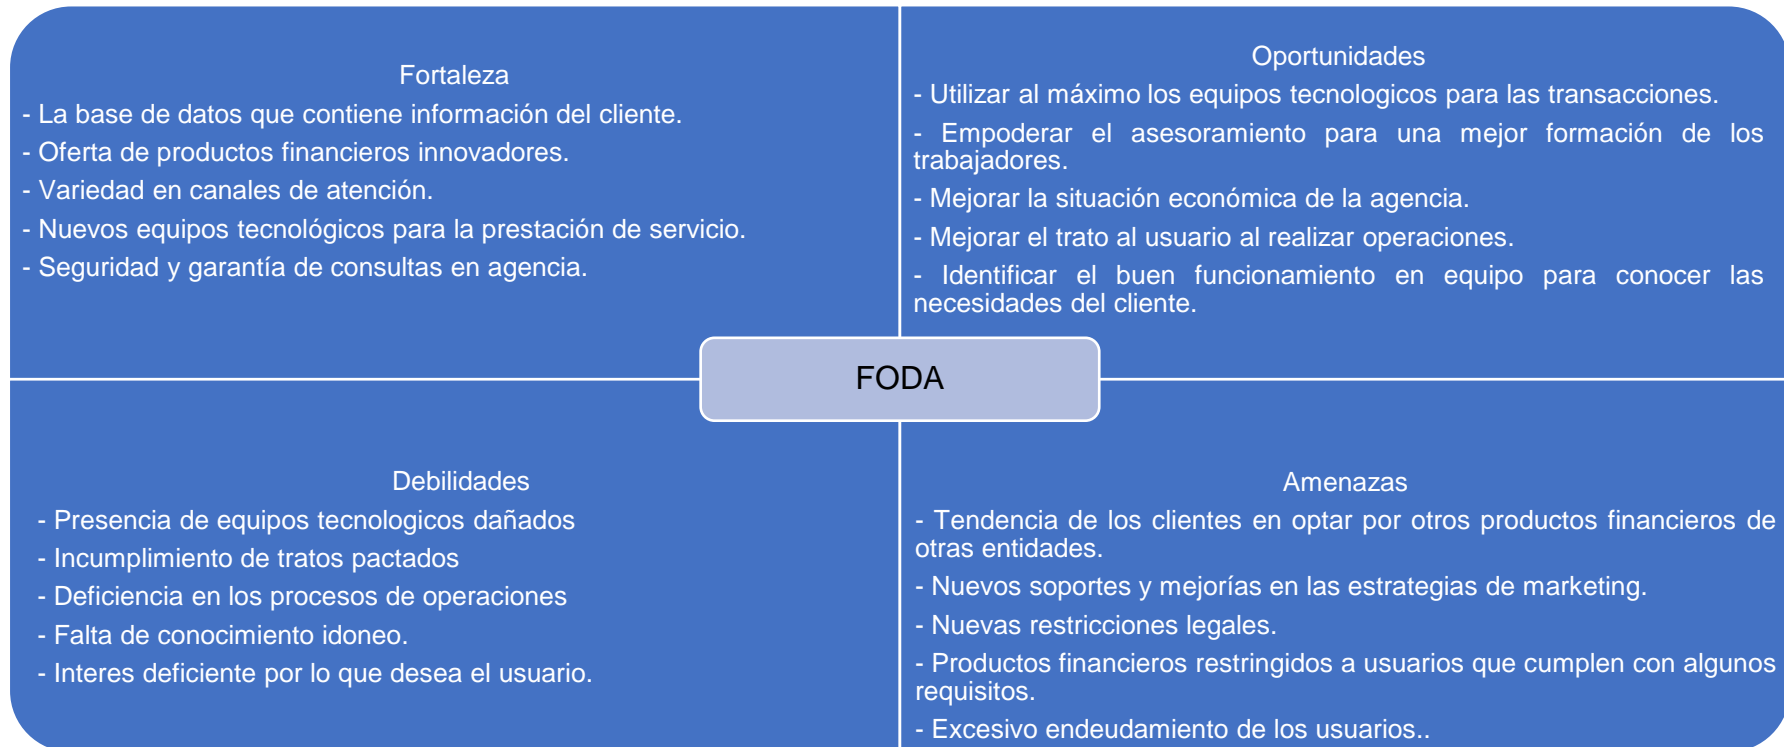 Fortaleza
- La base de datos que contiene información del cliente.
- Oferta de productos financieros innovadores.
- Variedad en canales de atención.
- Nuevos equipos tecnológicos para la prestación de servicio.
- Seguridad y garantía de consultas en agencia.
Oportunidades
- Utilizar al máximo los equipos tecnologicos para las transacciones.
- Empoderar el asesoramiento para una mejor formación de los
trabajadores.
- Mejorar la situación económica de la agencia.
- Mejorar el trato al usuario al realizar operaciones.
- Identificar el buen funcionamiento en equipo para conocer las
necesidades del cliente.
FODA
Debilidades
- Presencia de equipos tecnologicos dañados
- Incumplimiento de tratos pactados
- Deficiencia en los procesos de operaciones
- Falta de conocimiento idoneo.
- Interes deficiente por lo que desea el usuario.
Amenazas
- Tendencia de los clientes en optar por otros productos financieros de
otras entidades.
- Nuevos soportes y mejorías en las estrategias de marketing.
- Nuevas restricciones legales.
- Productos financieros restringidos a usuarios que cumplen con algunos
requisitos.
- Excesivo endeudamiento de los usuarios..